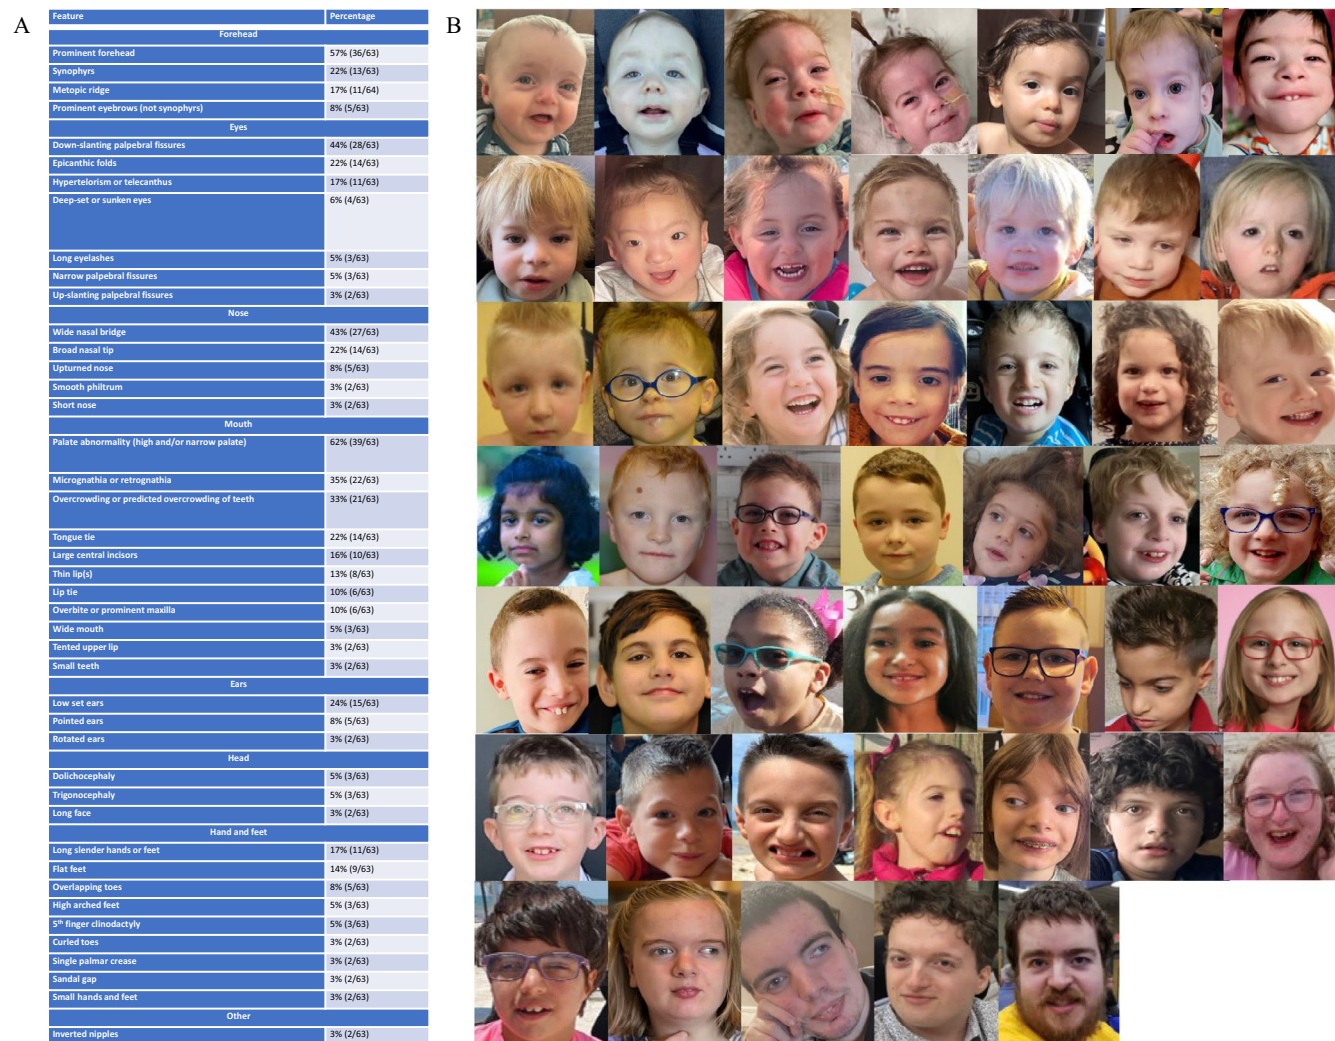 A
B
Feature Percentage
Forehead
Prominent forehead 57% (36/63)
Synophyrs 22% (13/63)
Metopic ridge 17% (11/64)
Prominent eyebrows (not synophyrs) 8% (5/63)
Eyes
Down-slanting palpebral fissures 44% (28/63)
Epicanthic folds 22% (14/63)
Hypertelorism or telecanthus 17% (11/63)
Deep-set or sunken eyes 6% (4/63)
Long eyelashes 5% (3/63)
Narrow palpebral fissures 5% (3/63)
Up-slanting palpebral fissures 3% (2/63)
Nose
Wide nasal bridge 43% (27/63)
Broad nasal tip 22% (14/63)
Upturned nose 8% (5/63)
Smooth philtrum 3% (2/63)
Short nose 3% (2/63)
Mouth
Palate abnormality (high and/or narrow palate) 62% (39/63)
Micrognathia or retrognathia 35% (22/63)
Overcrowding or predicted overcrowding of teeth 33% (21/63)
Tongue tie 22% (14/63)
Large central incisors 16% (10/63)
Thin lip(s) 13% (8/63)
Lip tie 10% (6/63)
Overbite or prominent maxilla 10% (6/63)
Wide mouth 5% (3/63)
Tented upper lip 3% (2/63)
Small teeth 3% (2/63)
Ears
Low set ears 24% (15/63)
Pointed ears 8% (5/63)
Rotated ears 3% (2/63)
Head
Dolichocephaly 5% (3/63)
Trigonocephaly 5% (3/63)
Long face 3% (2/63)
Hand and feet
Long slender hands or feet 17% (11/63)
Flat feet 14% (9/63)
Overlapping toes 8% (5/63)
High arched feet 5% (3/63)
5th finger clinodactyly 5% (3/63)
Curled toes 3% (2/63)
Single palmar crease 3% (2/63)
Sandal gap 3% (2/63)
Small hands and feet 3% (2/63)
Other
Inverted nipples 3% (2/63)